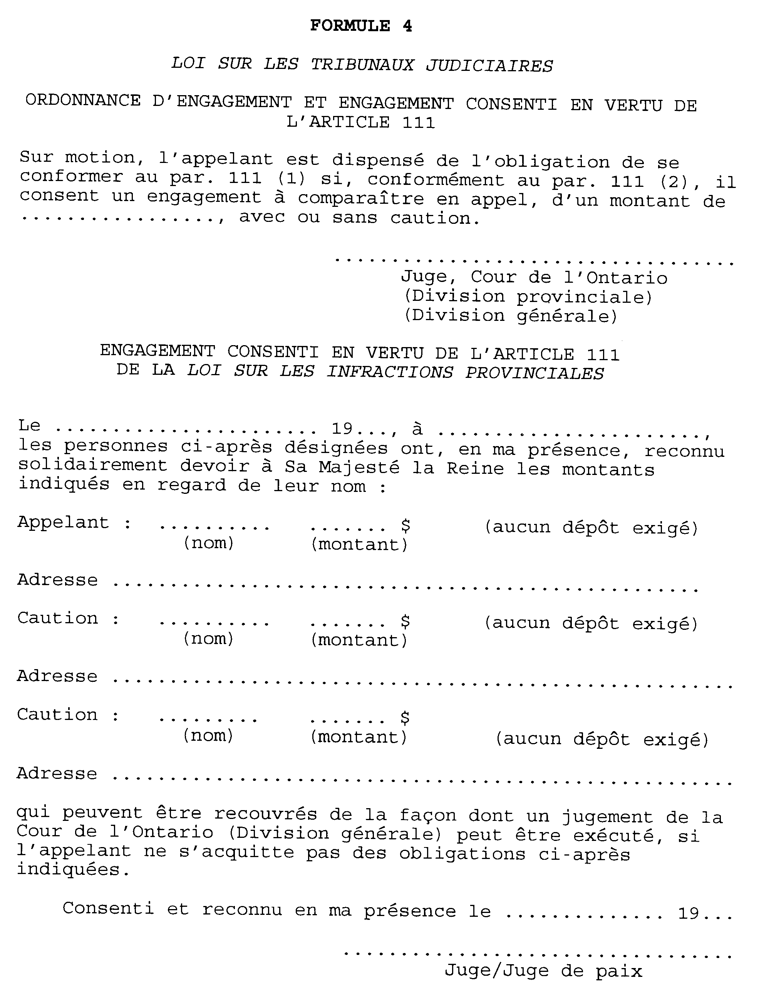 FORMULE 4
LOI SUR LES TRIBUNAUX JUDICIAIRES
ORDONNANCE D'ENGAGEMENT ET ENGAGEMENT CONSENTI EN VERTU DE
L'ARTICLE 111
Sur motion, l'appelant est dispensé de l'obligation de se
conformer au par. 111 (1) si, conformément au par. 111 (2), il
consent un engagement à comparaître en appel, d'un montant de
................., avec ou sans caution.
...................................
Juge, Cour de l'Ontario
(Division provinciale)
(Division générale)
ENGAGEMENT CONSENTI EN VERTU DE L'ARTICLE 111
DE LA LOI SUR LES INFRACTIONS PROVINCIALES
Le ....................... 19..., à .......................,
les personnes ci-après désignées ont, en ma présence, reconnu
solidairement devoir à Sa Majesté la Reine les montants
indiqués en regard de leur nom :
Appelant : .......... ....... $ (aucun dépôt exigé)
(nom) (montant)
Adresse ...................................................
Caution : .......... ....... $ (aucun dépôt exigé)
(nom) (montant)
Adresse ......................................................
Caution : ......... ....... $
(nom) (montant) (aucun dépôt exigé)
Adresse ......................................................
qui peuvent être recouvrés de la façon dont un jugement de la
Cour de l'Ontario (Division générale) peut être exécuté, si
l'appelant ne s'acquitte pas des obligations ci-après
indiquées.
Consenti et reconnu en ma présence le .............. 19...
..................................
Juge/Juge de paix